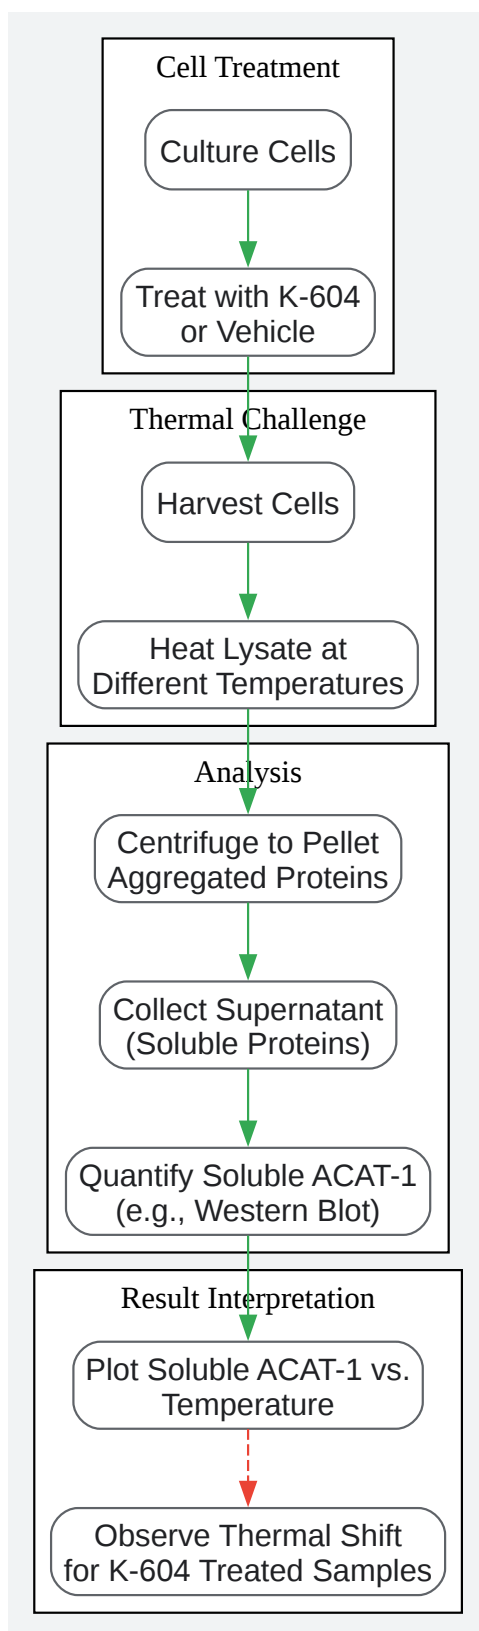 Cell Treatment
Culture Cells
Treat with K-604
or Vehicle
Thermal Challenge
Harvest Cells
Heat Lysate at
Different Temperatures
Analysis
Centrifuge to Pellet
Aggregated Proteins
Collect Supernatant
(Soluble Proteins)
Quantify Soluble ACAT-1
(e.g., Western Blot)
Result Interpretation
Plot Soluble ACAT-1 vs.
Temperature
Observe Thermal Shift
for K-604 Treated Samples